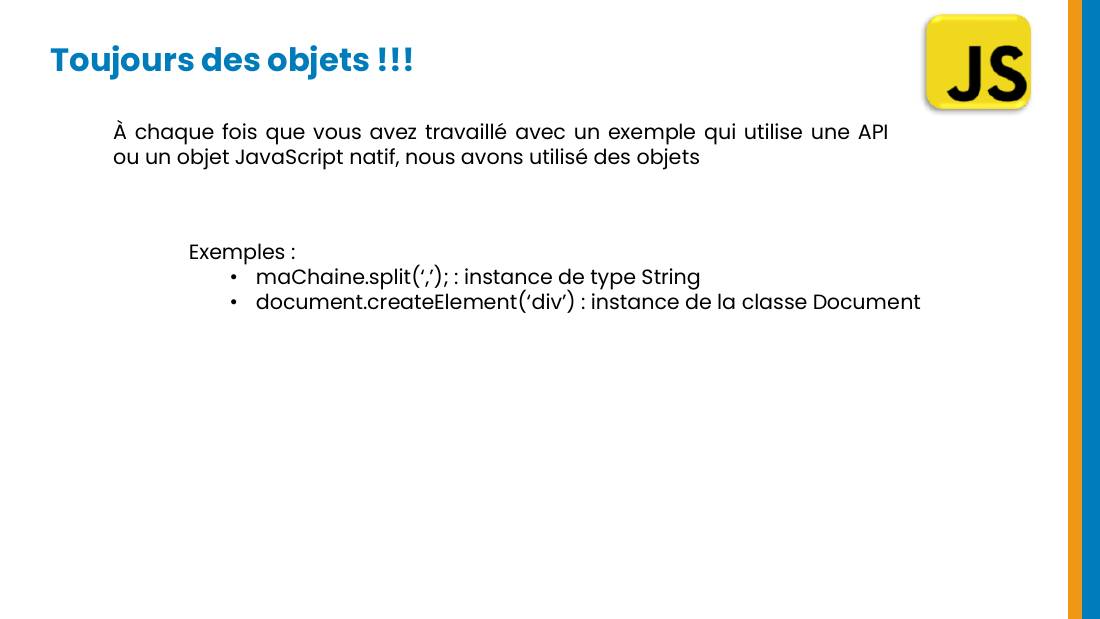 Toujours des objets !!!
JS
À chaque fois que vous avez travaillé avec un exemple qui utilise une API
ou un objet JavaScript natif, nous avons utilisé des objets
Exemples :
• maChaine.split(‘,’); : instance de type String
• document.createElement(‘div’) : instance de la classe Document